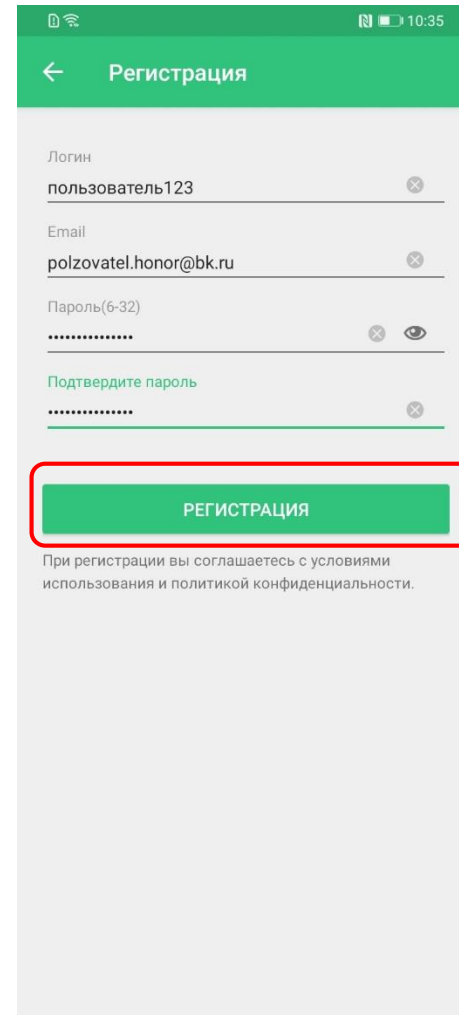 10:35
Регистрация
Логин
пользователь123
Email
polzovatel.honor@bk.ru
Пароль(6-32)
•••••••••••••••
Подтвердите пароль
•••••••••••••••
РЕГИСТРАЦИЯ
При регистрации вы соглашаетесь с условиями
использования и политикой конфиденциальности.